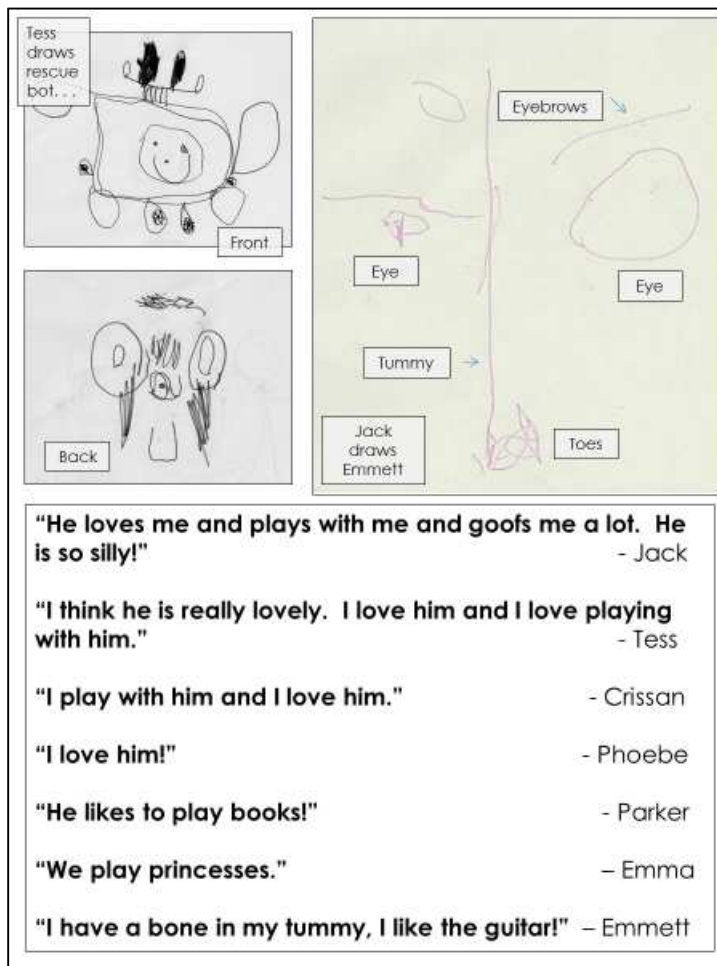 Tess
draws
rescue
bot. . .
Front
Back
Eyebrows
Eye
Eye
Tummy
Toes
Jack
draws
Emmett
“He loves me and plays with me and goofs me a lot.  He
is so silly!” - Jack
“I think he is really lovely.  I love him and I love playing
with him.” - Tess
“I play with him and I love him.” - Crissan
“I love him!” - Phoebe
“He likes to play books!” - Parker
“We play princesses.” – Emma
“I have a bone in my tummy, I like the guitar!” – Emmett